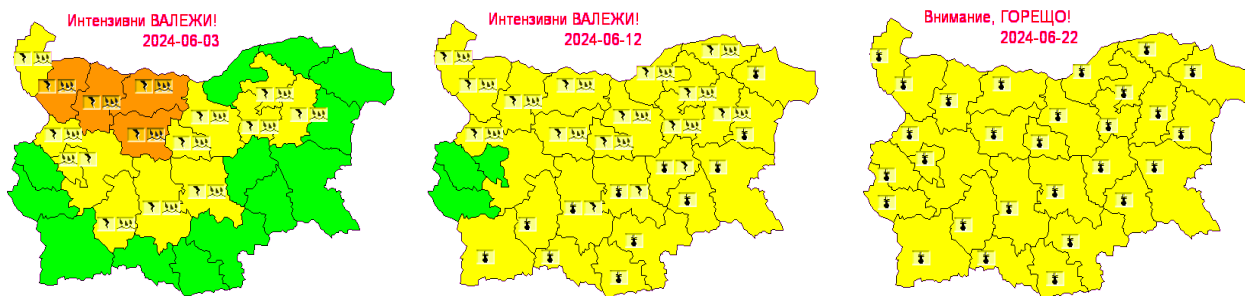 Интензивни ВАЛЕЖИ!
2024-06-03
Интензивни ВАЛЕЖИ!
2024-06-12
Внимание, ГОРЕЩО!
2024-06-22